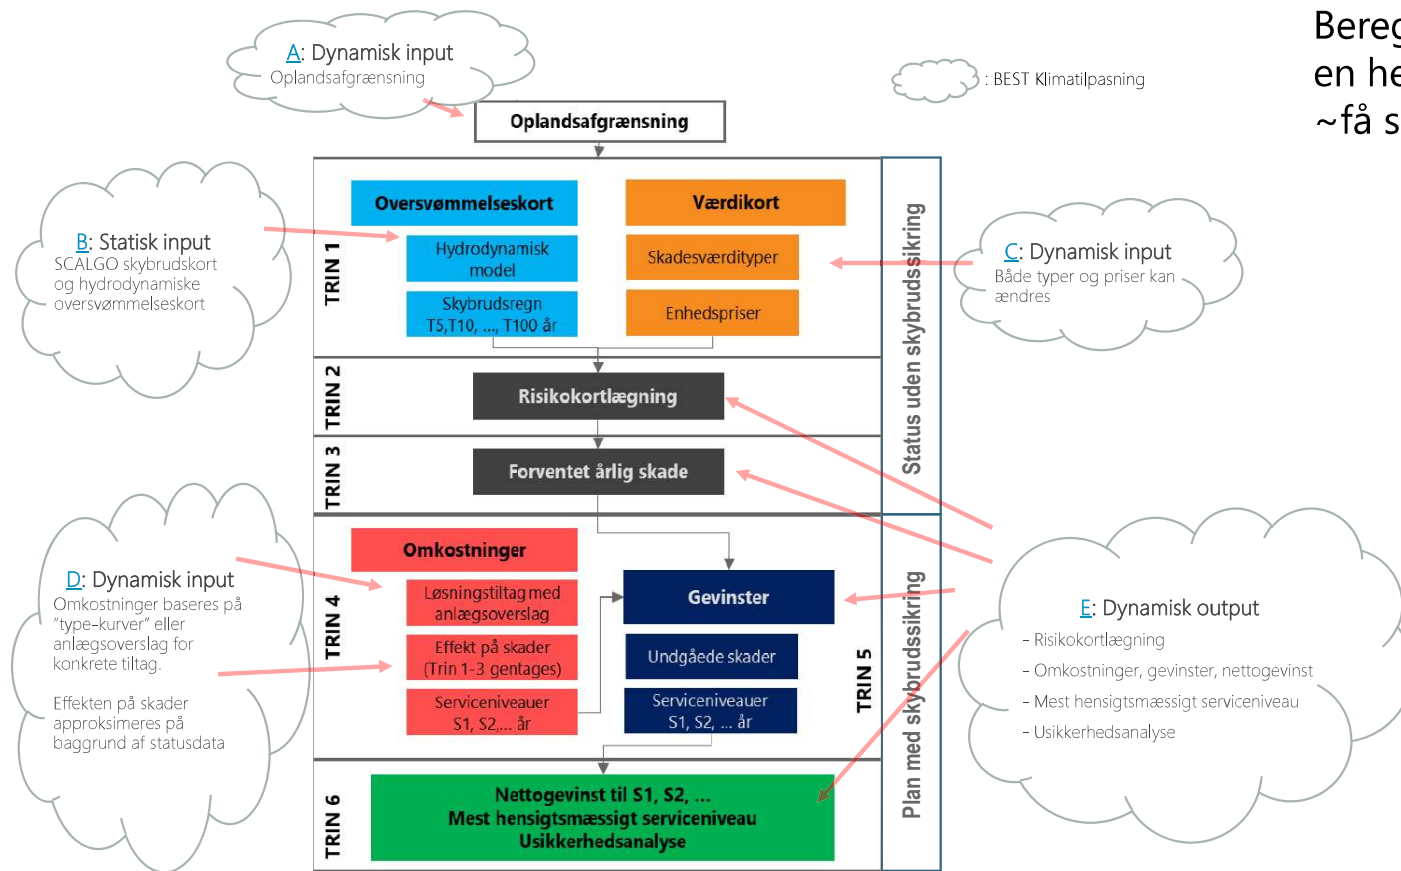 Bereg
en he
~få s
A: Dynamisk input
Oplandsafgrænsning
: BEST Klimatilpasning
Oplandsafgrænsning
TRIN 1
Oversvømmelseskort
Hydrodynamisk
model
Skybrudsregn
T5,T10, ..., T100 år
Værdikort
Skadesværdityper
Enhedspriser
Status uden skybrudssikring
B: Statisk input
SCALGO skybrudskort
og hydrodynamiske
oversvømmelseskort
C: Dynamisk input
Både typer og priser kan
ændres
TRIN 2
Risikokortlægning
TRIN 3
Forventet årlig skade
TRIN 4
Omkostninger
Løsningstiltag med
anlægsoverslag
Effekt på skader
(Trin 1-3 gentages)
Serviceniveauer
S1, S2,... år
Gevinster
Undgåede skader
Serviceniveauer
S1, S2, ... år
TRIN 5
Plan med skybrudssikring
D: Dynamisk input
Omkostninger baseres på
"type-kurver" eller
anlægsoverslag for
konkrete tiltag.
Effekten på skader
approksimeres på
baggrund af statusdata
E: Dynamisk output
- Risikokortlægning
- Omkostninger, gevinster, nettogevinst
- Mest hensigtsmæssigt serviceniveau
- Usikkerhedsanalyse
TRIN 6
Nettogevinst til S1, S2, ...
Mest hensigtsmæssigt serviceniveau
Usikkerhedsanalyse